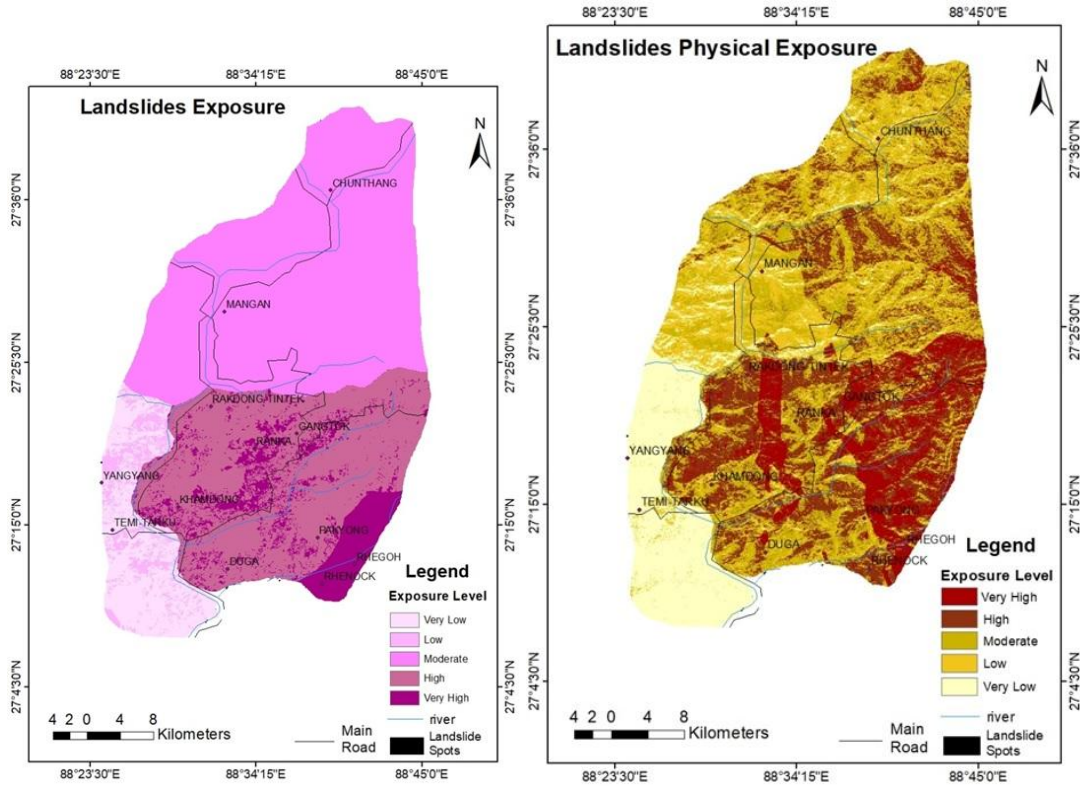 88°23'30"E
88°34'15"E
88°45'0"E
Landslides Exposure
N
27°36'0"N
27°36'0"N
CHUNTHANG
MANGAN
27°25'30"N
27°25'30"N
RAKDONG-TINTEK
GANGTOK
RANKA
YANGYANG
KHAMDONG
TEMI-TARKU
27°15'0"N
27°15'0"N
PAKYONG
RHEGOH
DUGA
RHENOCK
Legend
Exposure Level
Very Low
Low
Moderate
High
Very High
river
Landslide
Spots
Main
Road
4 2 0 4 8
Kilometers
27°4'30"N
27°4'30"N
88°23'30"E
88°34'15"E
88°45'0"E
88°23'30"E
88°34'15"E
88°45'0"E
Landslides Physical Exposure
N
27°36'0"N
27°36'0"N
CHUNTHANG
MANGAN
27°25'30"N
27°25'30"N
RAKDONG-TINTEK
GANGTOK
RANKA
YANGYANG
KHAMDONG
TEMI-TARKU
27°15'0"N
27°15'0"N
PAKYONG
RHEGOH
DUGA
RHENOCK
Legend
Exposure Level
Very High
High
Moderate
Low
Very Low
river
Landslide
Spots
Main
Road
4 2 0 4 8
Kilometers
27°4'30"N
27°4'30"N
88°23'30"E
88°34'15"E
88°45'0"E